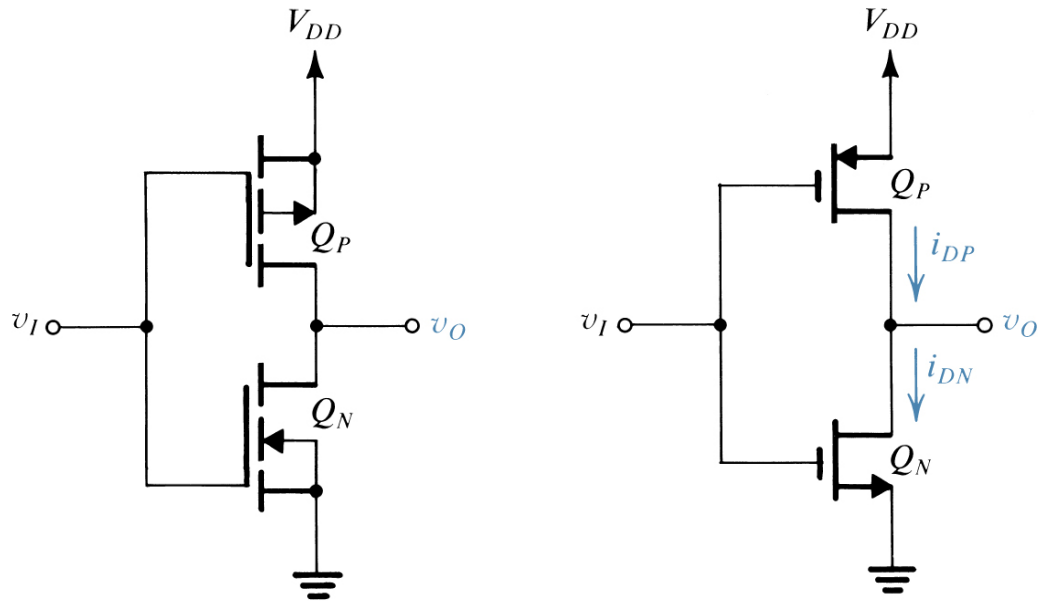 V_DD
Q_P
v_I
v_O
Q_N
V_DD
Q_P
i_DP
v_I
v_O
i_DN
Q_N